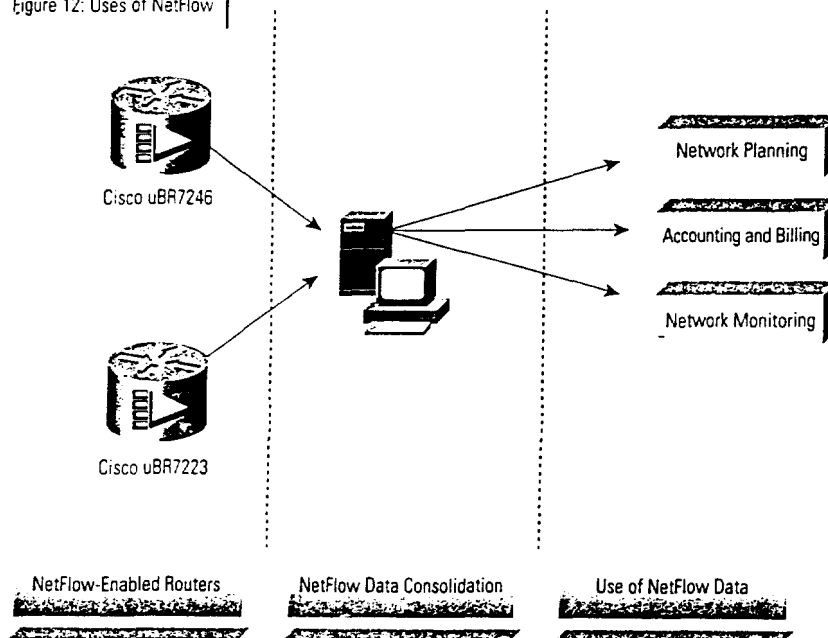 Figure 12: Uses of NetFlow
Cisco uBR7246
Network Planning
Accounting and Billing
Network Monitoring
Cisco uBR7223
NetFlow-Enabled Routers
NetFlow Data Consolidation
Use of NetFlow Data